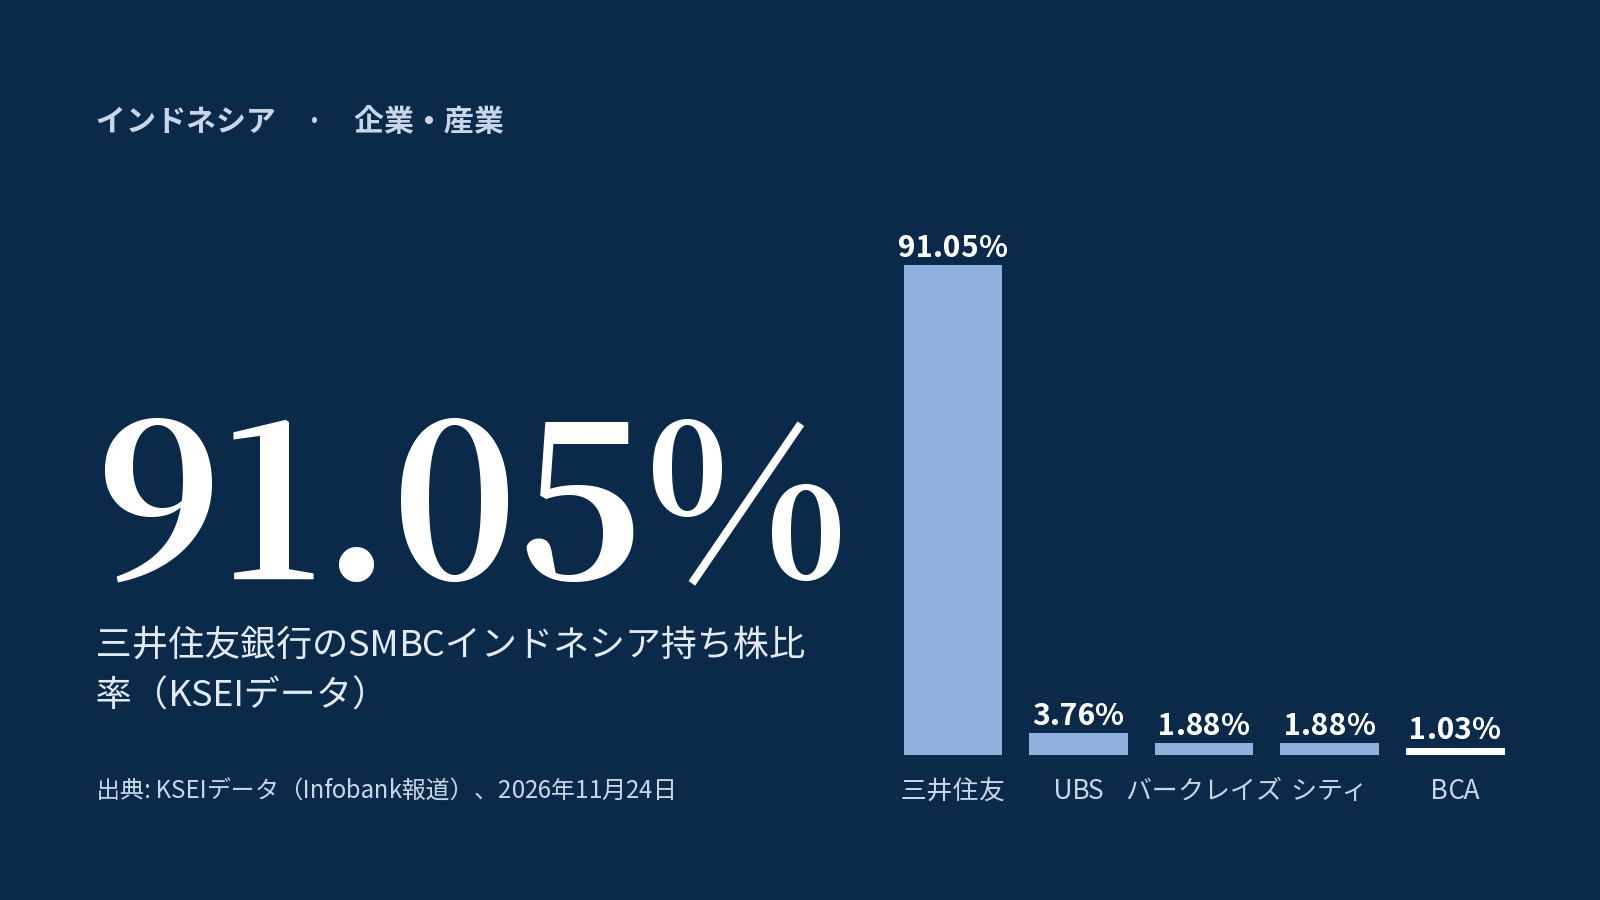 インドネシア · 企業・産業
91.05%
三井住友銀行のSMBCインドネシア持ち株比
率（KSEIデータ）
出典: KSEIデータ（Infobank報道）、2026年11月24日
91.05%
3.76%
1.88%
1.88%
1.03%
三井住友
UBS
バークレイズ
シティ
BCA